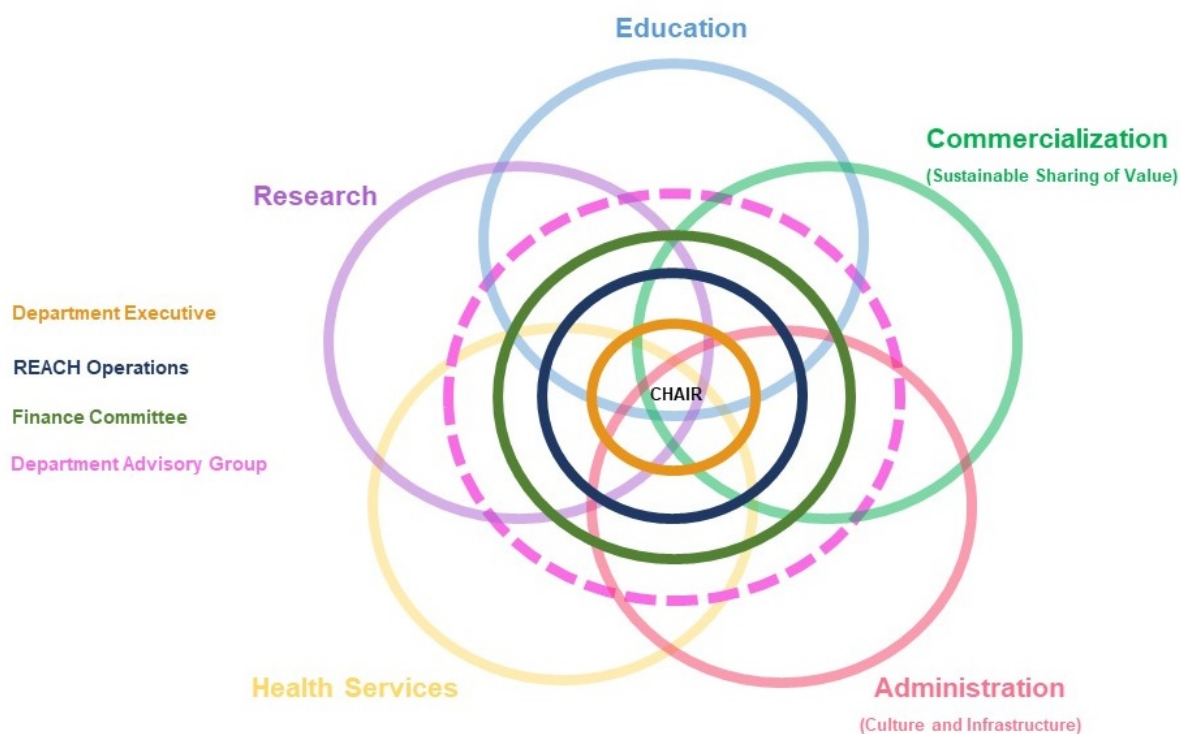 Education
Commercialization
(Sustainable Sharing of Value)
Research
Department Executive
REACH Operations
CHAIR
Finance Committee
Department Advisory Group
Health Services
Administration
(Culture and Infrastructure)